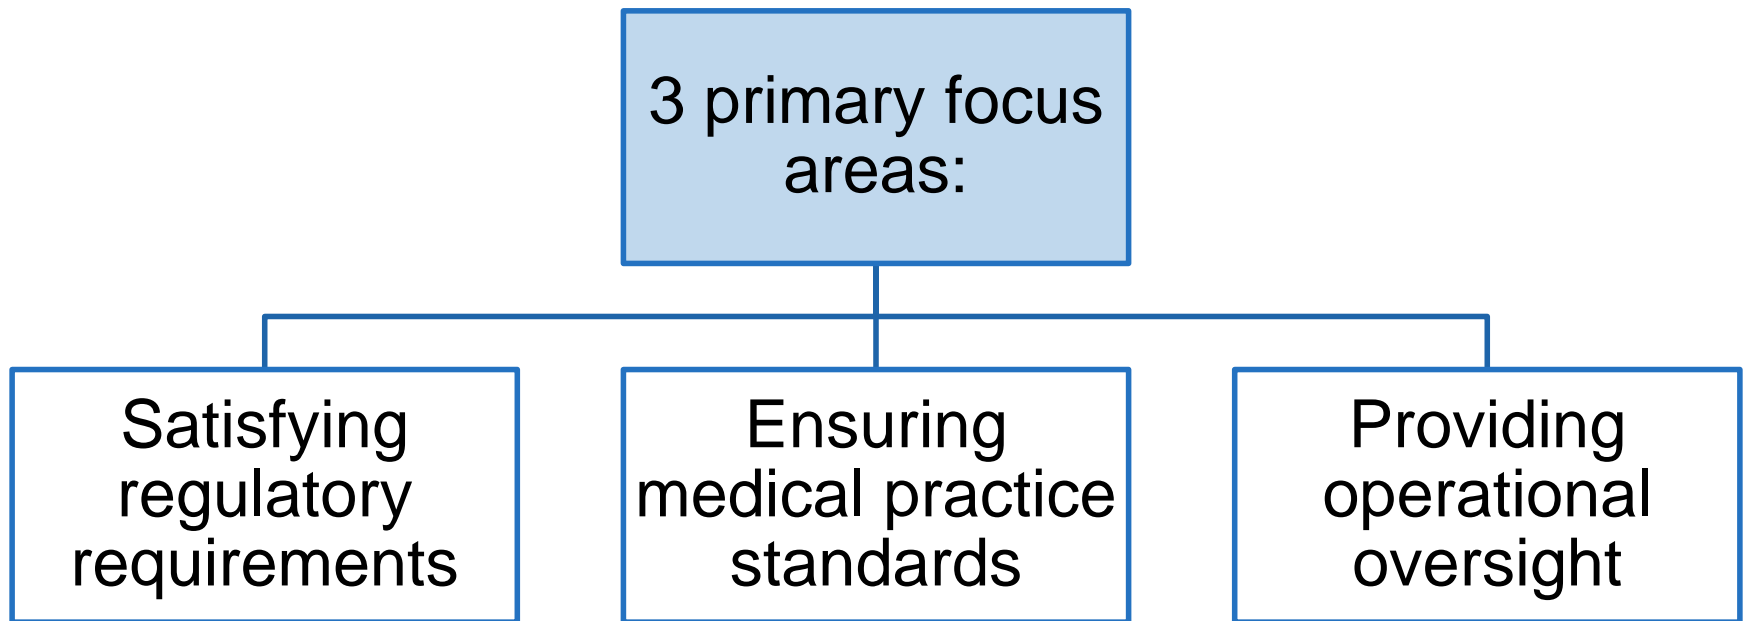 3 primary focus
areas:
Satisfying
regulatory
requirements
Ensuring
medical practice
standards
Providing
operational
oversight